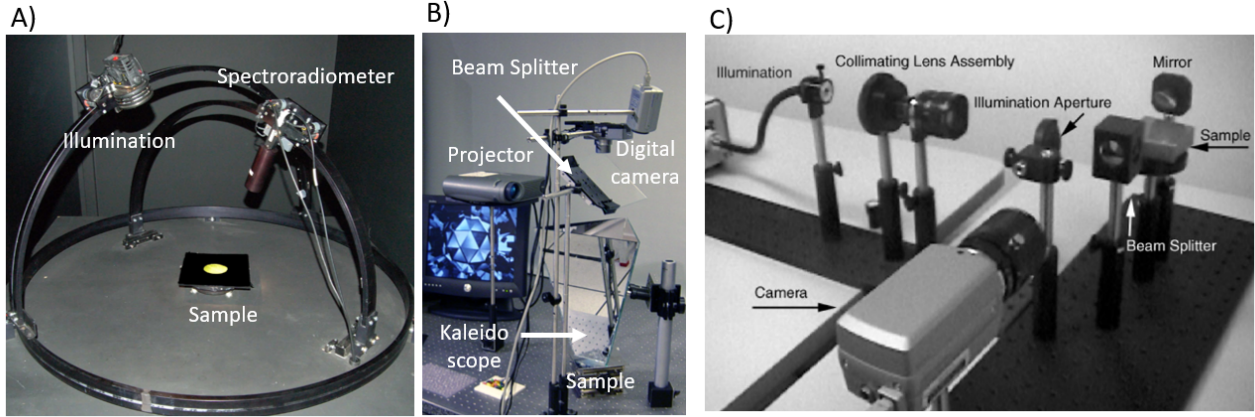 A)
Spectroradiometer
Illumination
Sample
B)
Beam Splitter
Projector
Digital
camera
Kaleido
scope
Sample
C)
Illumination
Collimating Lens Assembly
Mirror
Illumination Aperture
Sample
Beam Splitter
Camera